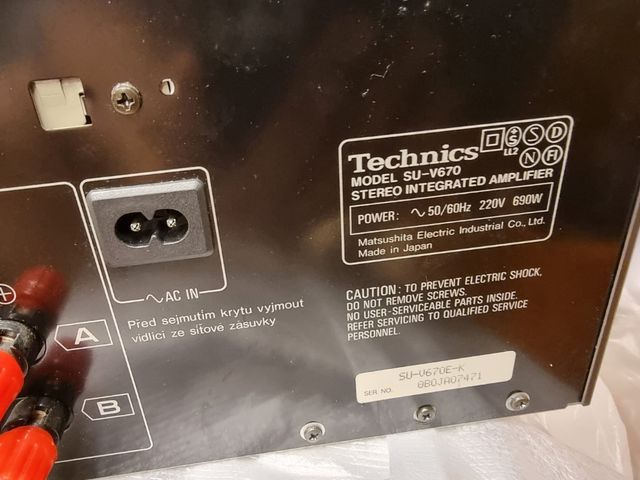 Technics
LL2 S D N FI
MODEL SU-V670
STEREO INTEGRATED AMPLIFIER
POWER: ∿ 50/60Hz 220V 690W
Matsushita Electric Industrial Co., Ltd.
Made in Japan
∿ AC IN
Před sejmutím krytu vyjmout
vidlici ze síťové zásuvky
A
B
CAUTION: TO PREVENT ELECTRIC SHOCK,
DO NOT REMOVE SCREWS.
NO USER-SERVICEABLE PARTS INSIDE.
REFER SERVICING TO QUALIFIED SERVICE
PERSONNEL.
SU-V670E-K
SER. NO. 0B0JA07471